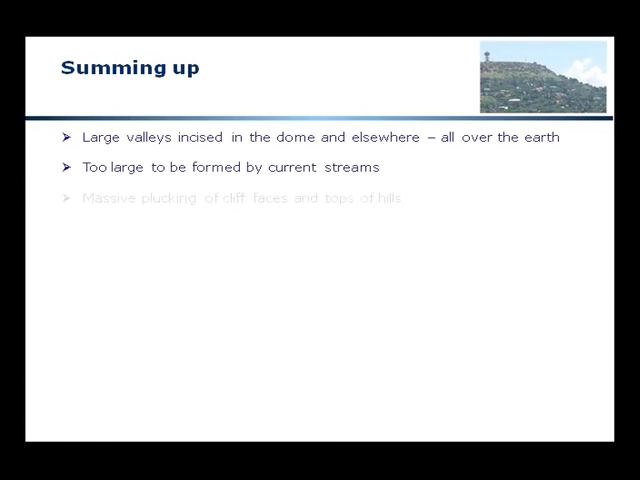 Summing up
Large valleys incised in the dome and elsewhere – all over the earth
Too large to be formed by current streams
Massive plucking of cliff faces and tops of hills